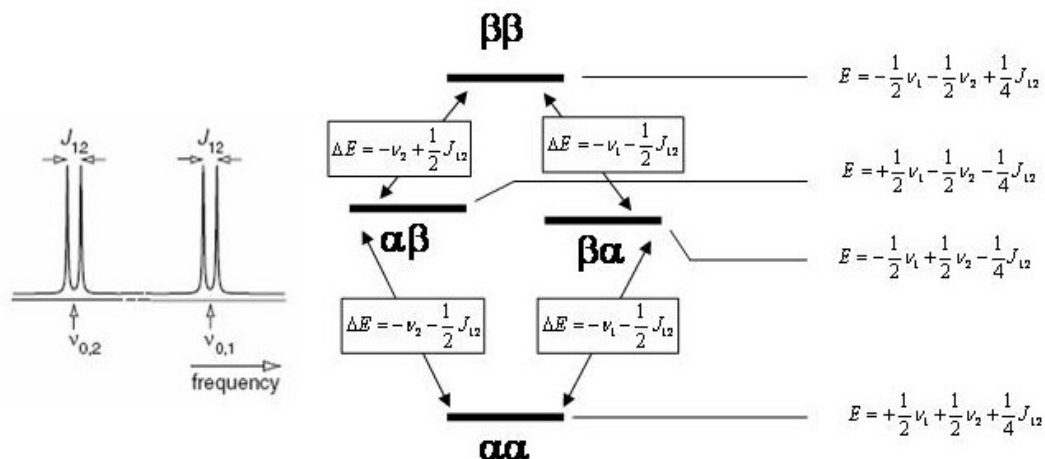 ββ
E = -1/2 ν₁ - 1/2 ν₂ + 1/4 J₁₂
J₁₂ J₁₂
ΔE = -ν₂ + 1/2 J₁₂
ΔE = -ν₁ - 1/2 J₁₂
E = +1/2 ν₁ - 1/2 ν₂ - 1/4 J₁₂
αβ
βα
E = -1/2 ν₁ + 1/2 ν₂ - 1/4 J₁₂
ΔE = -ν₂ - 1/2 J₁₂
ΔE = -ν₁ - 1/2 J₁₂
ν₀,₂ ν₀,₁
frequency
E = +1/2 ν₁ + 1/2 ν₂ + 1/4 J₁₂
αα